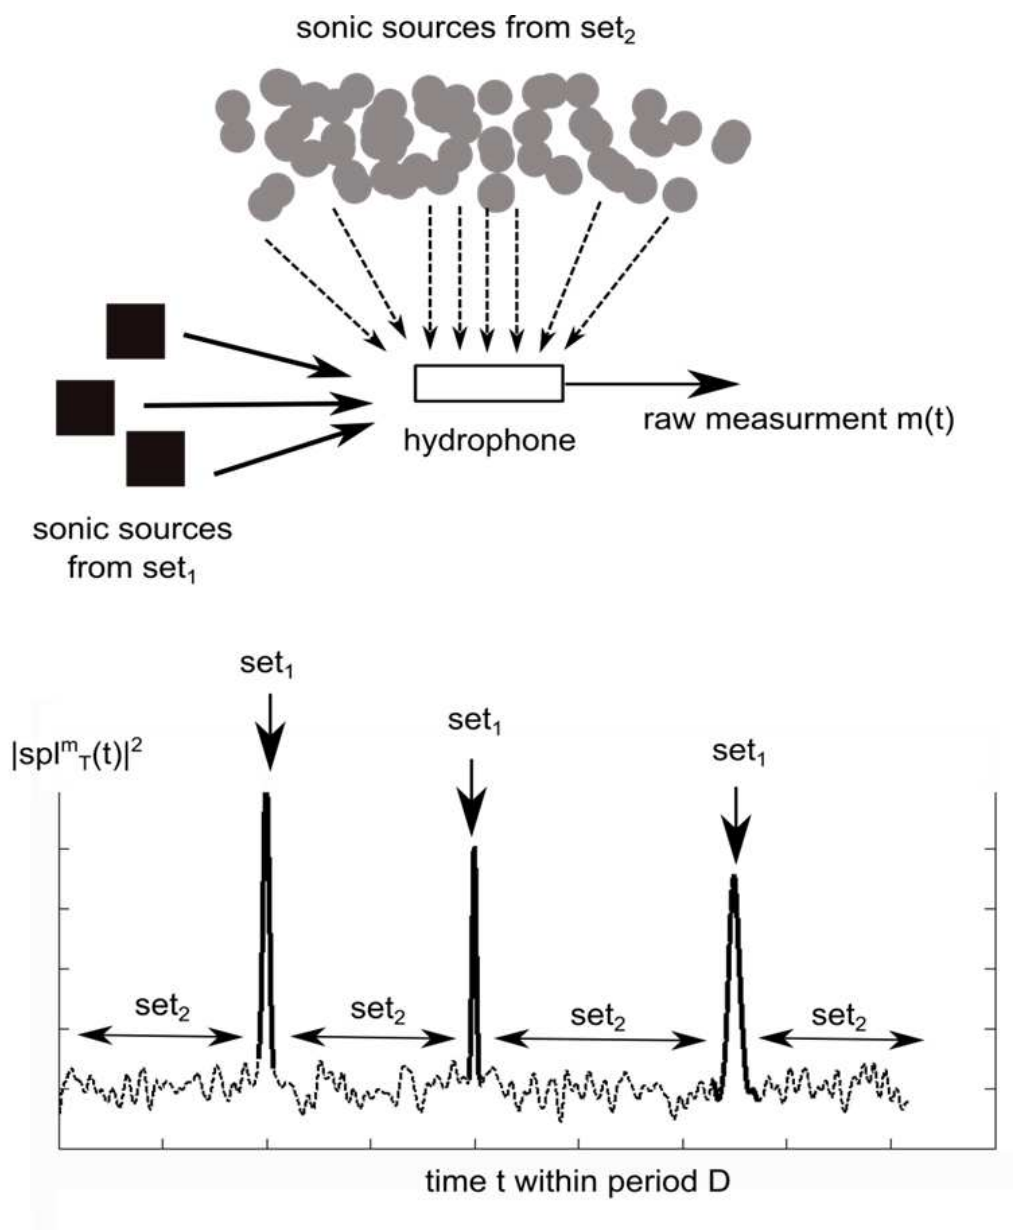 sonic sources from set₂
raw measurment m(t)
hydrophone
sonic sources
from set₁
set₁
set₁
set₁
|splᵐ_T(t)|²
set₂
set₂
set₂
set₂
time t within period D